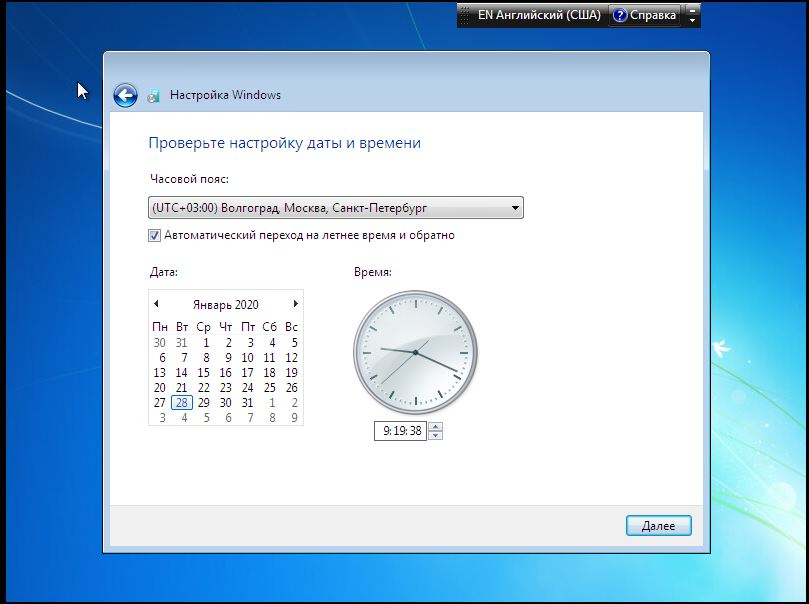 EN Английский (США) ? Справка
Настройка Windows
Проверьте настройку даты и времени
Часовой пояс:
(UTC+03:00) Волгоград, Москва, Санкт-Петербург
Автоматический переход на летнее время и обратно
Дата:
Время:
Январь 2020
Пн Вт Ср Чт Пт Сб Вс
30 31 1 2 3 4 5
6 7 8 9 10 11 12
13 14 15 16 17 18 19
20 21 22 23 24 25 26
27 28 29 30 31 1 2
3 4 5 6 7 8 9
9:19:38
Далее